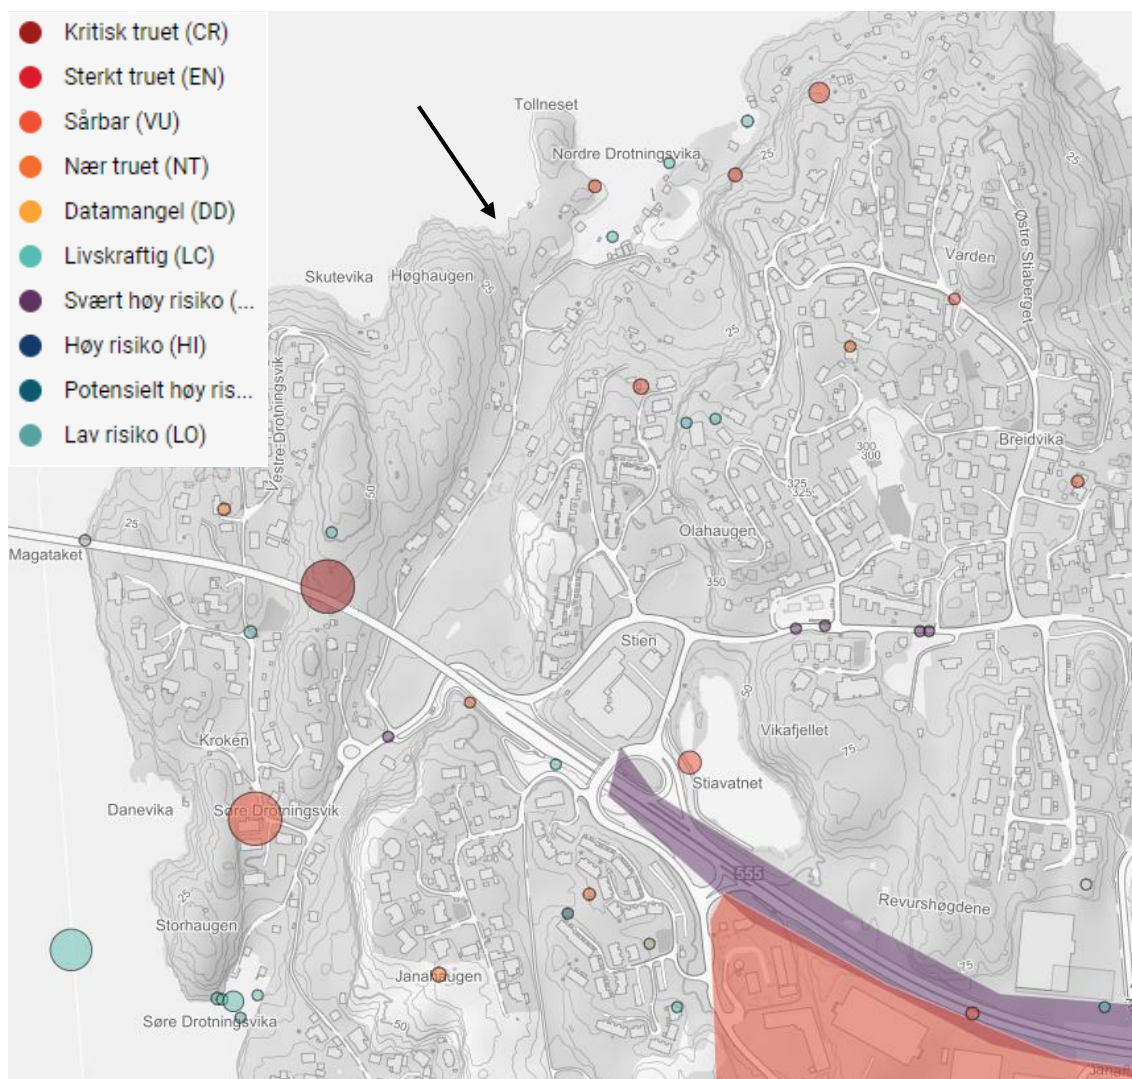 Kritisk truet (CR)
Sterkt truet (EN)
Sårbar (VU)
Nær truet (NT)
Datamangel (DD)
Livskraftig (LC)
Svært høy risiko (...
Høy risiko (HI)
Potensielt høy ris...
Lav risiko (LO)
Tollneset
Nordre Drotningsvika
25
25
Østre Stiaberget
Varden
Skutevika
Høghaugen
25
25
Vestre Drotningsvik
Breidvika
300
300
50
325
325
25
Olahaugen
Magataket
350
Stien
50
Vikafjellet
75
Kroken
Stiavatnet
Danevika
Søre Drotningsvik
555
25
Revurshøgdene
Storhaugen
75
Janahaugen
Søre Drotningsvika
50